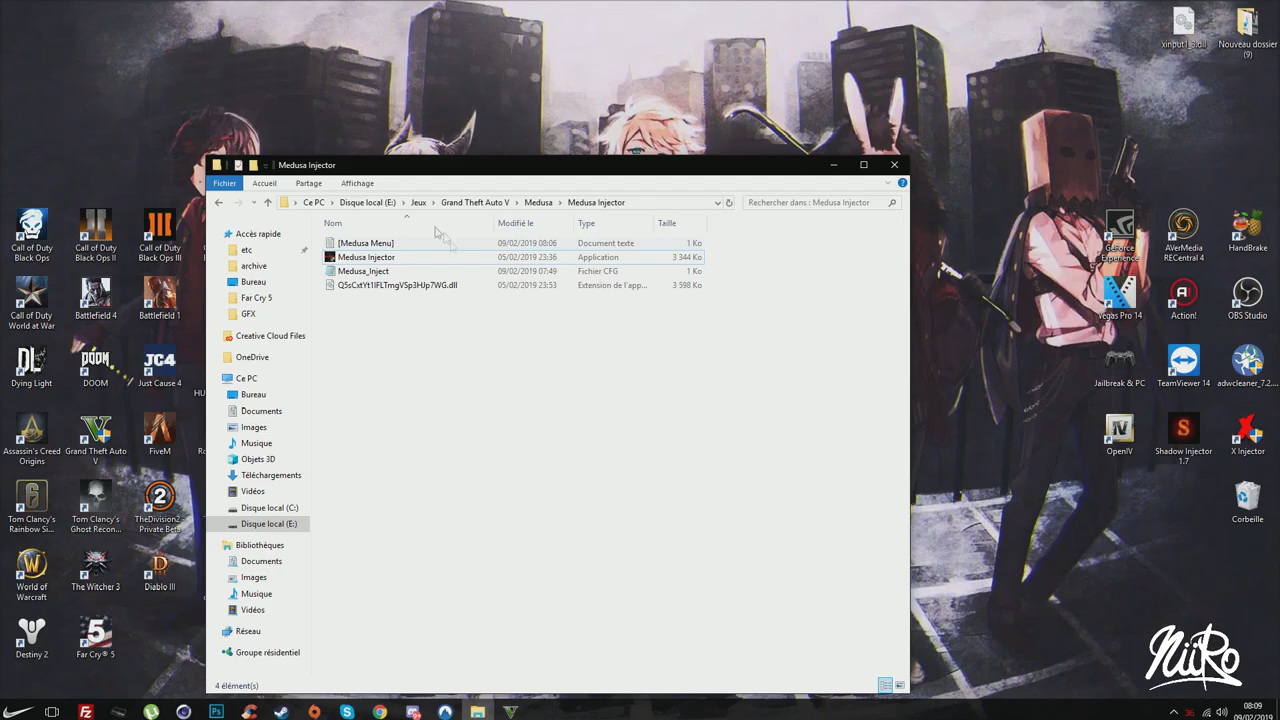 xinput1_3.dll
Nouveau dossier
(9)
Medusa Injector
Fichier
Accueil
Partage
Affichage
Ce PC
Disque local (E:)
Jeux
Grand Theft Auto V
Medusa
Medusa Injector
Rechercher dans : Medusa Injector
Nom
Modifié le
Type
Taille
[Medusa Menu]
09/02/2019 08:06
Document texte
1 Ko
Medusa Injector
05/02/2019 23:36
Application
3 344 Ko
Medusa_Inject
09/02/2019 07:49
Fichier CFG
1 Ko
05/02/2019 23:53
Extension de l'app...
3 598 Ko
Accès rapide
etc
archive
Bureau
Far Cry 5
GFX
Creative Cloud Files
OneDrive
Ce PC
Bureau
Documents
Images
Musique
Objets 3D
Téléchargements
Vidéos
Disque local (C:)
Disque local (E:)
Bibliothèques
Documents
Images
Musique
Vidéos
Réseau
Groupe résidentiel
4 élément(s)
Call of Duty
Black Ops
Call of Duty
Black Ops II
Call of Duty
Black Ops III
Call of Duty
World at War
Battlefield 4
Battlefield 1
DL
Dying Light
DOOM
DOOM
JC4
Just Cause 4
Assassin's Creed
Origins
Grand Theft Auto
V
FiveM
Tom Clancy's
Rainbow Si...
Tom Clancy's
Ghost Recon...
TheDivision2 -
Private Beta
World of
Warcraft
The Witcher 3
Diablo III
Destiny 2
Far Cry® 5
GeForce
Experience
AVerMedia
RECentral 4
HandBrake
Vegas Pro 14
Action!
OBS Studio
Jailbreak & PC
TeamViewer 14
adwcleaner_7.2....
OpenIV
Shadow Injector
1.7
X Injector
Corbeille
NiiRo
36
08:09
09/02/2019